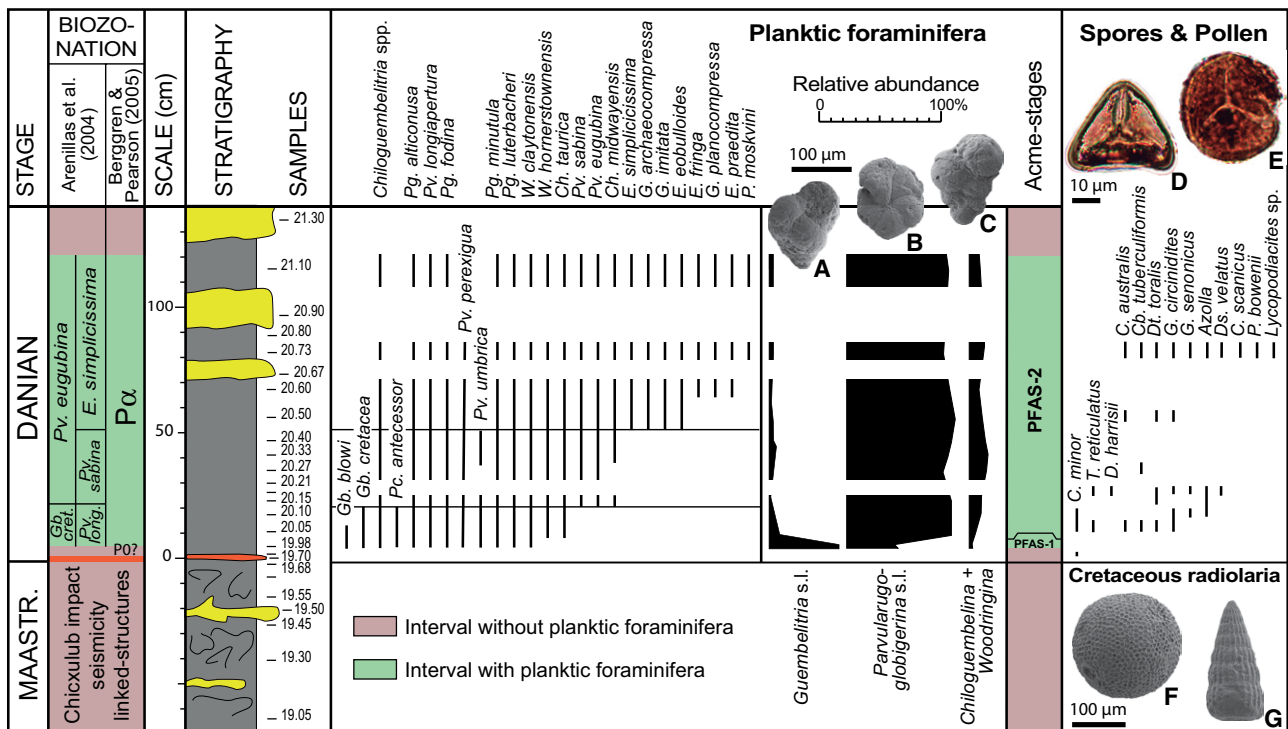 STAGE
BIOZO-
NATION
Arenillas et al.
(2004)
Berggren &
Pearson (2005)
SCALE (cm)
STRATIGRAPHY
SAMPLES
Chiloguembelitria spp.
Pg. alticonusa
Pv. longiapertura
Pg. fodina
Pg. minutula
Pg. luterbacheri
W. claytonensis
W. hornerstownensis
Ch. taurica
Pv. sabina
Pv. eugubina
Ch. midwayensis
E. simplicicissima
G. archaeocompressa
G. imitata
E. eobulloides
E. fringa
G. planocompressa
E. praedita
P. moskvini
Pv. perexigua
Pv. umbrica
Gb. blowi
Gb. cretacea
Pc. antecessor
Planktic foraminifera
Relative abundance
0
100%
100 µm
A
B
C
Acme-stages
Spores & Pollen
10 µm
D
E
C. australis
Cb. tuberculiformis
Dt. toralis
G. circinidites
G. senonicus
Azolla
Ds. velatus
C. scanicus
P. bowenii
Lycopodiacites sp.
C. minor
T. reticulatus
D. harrisii
DANIAN
Pv. eugubina
E. simplicissima
Pv.
sabina
Gb.
cret.
Pv.
long.
Pα
P0?
100
50
0
21.30
21.10
20.90
20.80
20.73
20.67
20.60
20.50
20.40
20.33
20.27
20.21
20.15
20.10
20.05
19.98
19.70
19.68
19.55
19.50
19.45
19.30
19.05
PFAS-2
PFAS-1
MAASTR.
Chicxulub impact
seismicity
linked-structures
Interval without planktic foraminifera
Interval with planktic foraminifera
Guembelitria s.l.
Parvularugo-
globigerina s.l.
Chiloguembelina +
Woodringina
Cretaceous radiolaria
F
100 µm
G